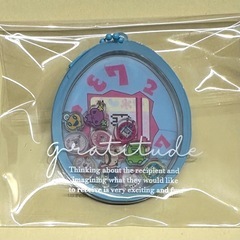 gratitude
Thinking about the recipient and
imagining what they would like
to receive is very exciting and